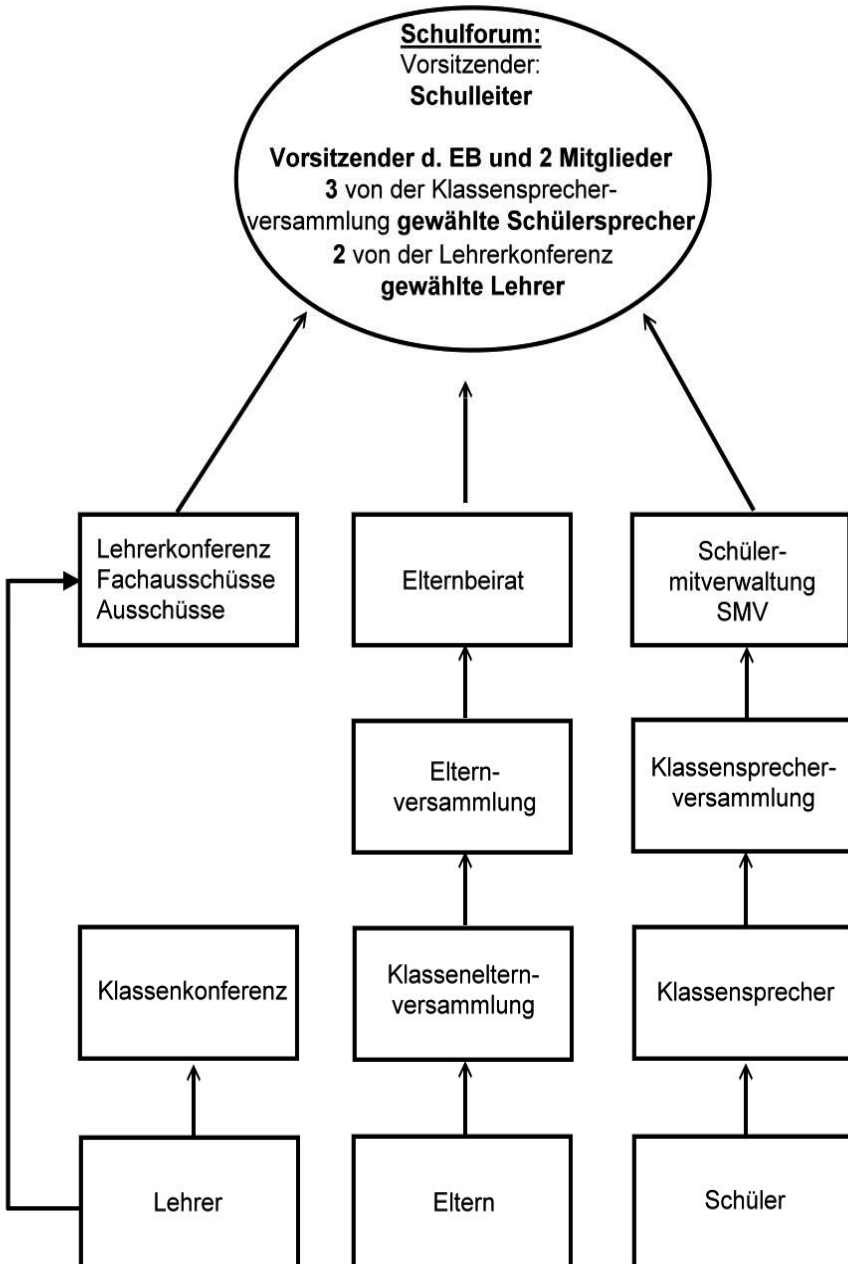 Schulforum:
Vorsitzender:
Schulleiter
Vorsitzender d. EB und 2 Mitglieder
3 von der Klassensprecher-
versammlung gewählte Schülersprecher
2 von der Lehrerkonferenz
gewählte Lehrer
Lehrerkonferenz
Fachausschüsse
Ausschüsse
Elternbeirat
Schüler-
mitverwaltung
SMV
Eltern-
versammlung
Klassensprecher-
versammlung
Klassenkonferenz
Klasseneltern-
versammlung
Klassensprecher
Lehrer
Eltern
Schüler